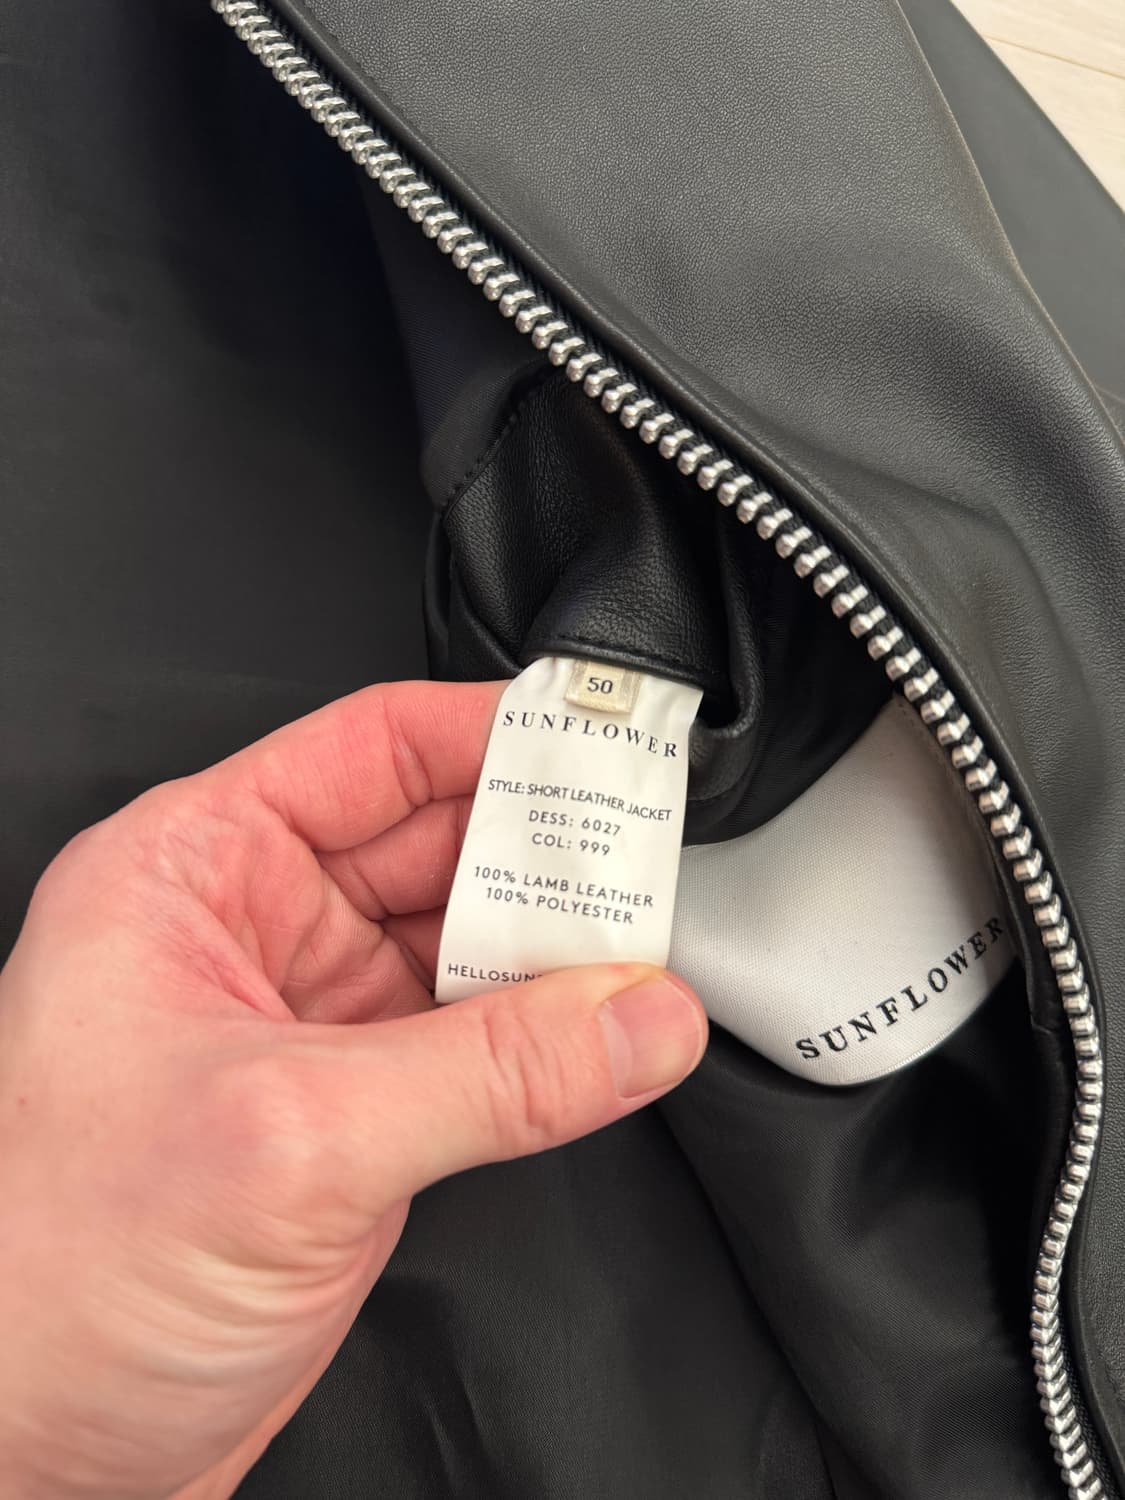 50
SUNFLOWER
STYLE: SHORT LEATHER JACKET
DESS: 6027
COL: 999
100% LAMB LEATHER
100% POLYESTER
SUNFLOWER